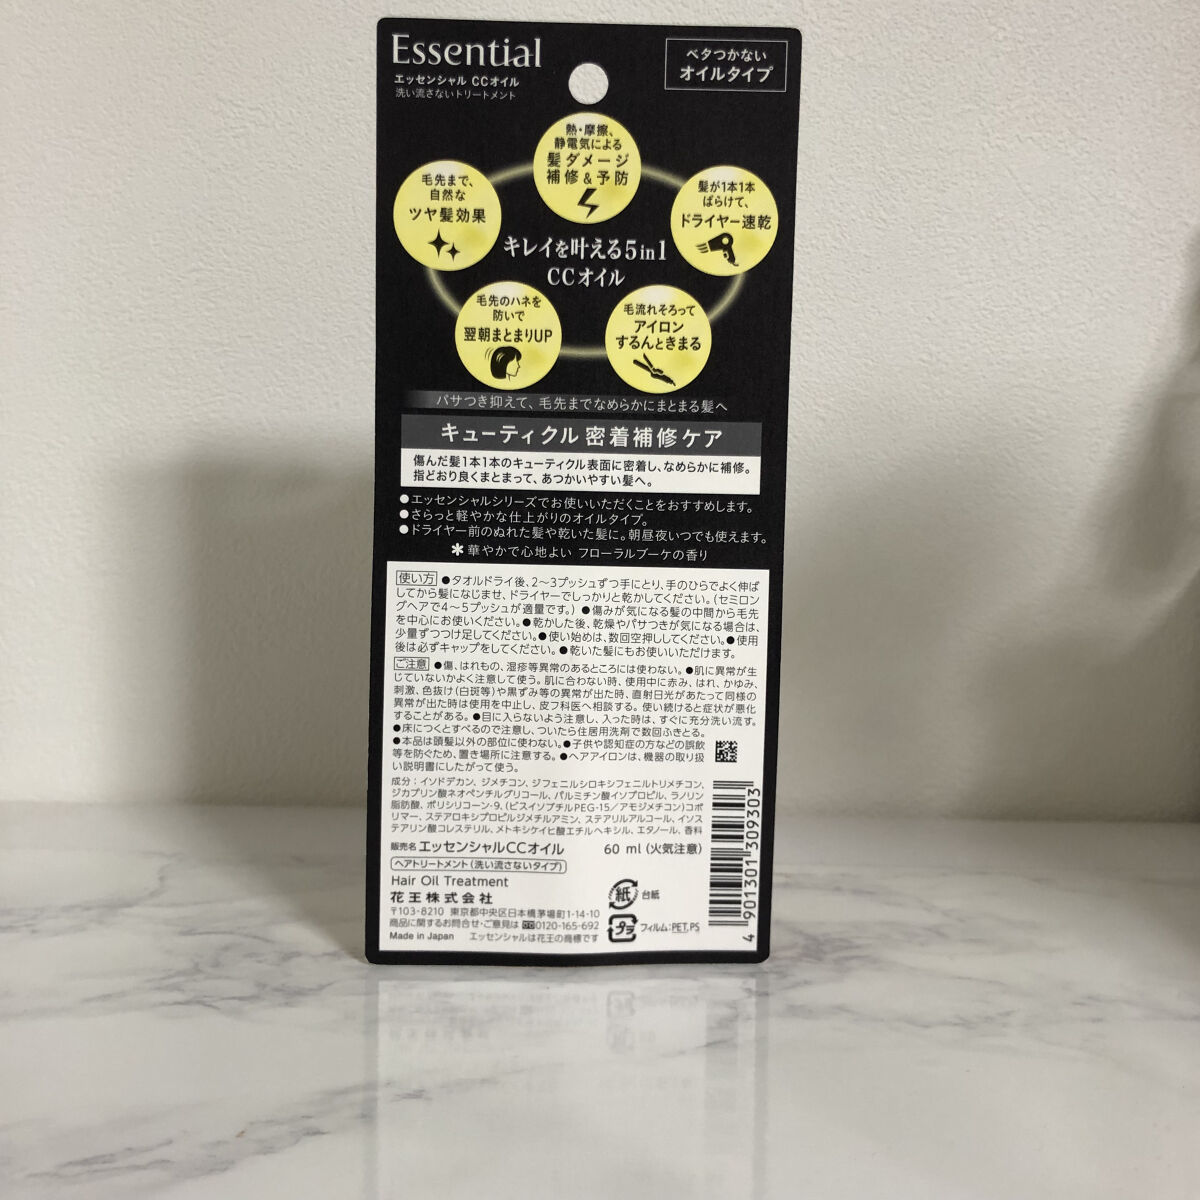 Essential
エッセンシャル CCオイル
洗い流さないトリートメント
ベタつかない
オイルタイプ
熱・摩擦、
静電気による
髪ダメージ
補修&予防
毛先まで、
自然な
ツヤ髪効果
髪が1本1本
ばらけて、
ドライヤー速乾
キレイを叶える5in1
CCオイル
毛先のハネを
防いで
翌朝まとまりUP
毛流れそろって
アイロン
するんときまる
パサつき抑えて、毛先までなめらかにまとまる髪へ
キューティクル 密着補修ケア
傷んだ髪1本1本のキューティクル表面に密着し、なめらかに補修。
指どおり良くまとまって、あつかいやすい髪へ。
●エッセンシャルシリーズでお使いいただくことをおすすめします。
●さらっと軽やかな仕上がりのオイルタイプ。
●ドライヤー前のぬれた髪や乾いた髪に。朝昼夜いつでも使えます。
＊華やかで心地よい フローラルブーケの香り
使い方 ●タオルドライ後、2〜3プッシュずつ手にとり、手のひらでよく伸ば
してから髪になじませ、ドライヤーでしっかりと乾かしてください。（セミロン
グヘアで4〜5プッシュが適量です。）●傷みが気になる髪の中間から毛先
を中心にお使いください。●乾かした後、乾燥やパサつきが気になる場合は、
少量ずつつけ足してください。●使い始めは、数回空押ししてください。●使用
後は必ずキャップをしてください。●乾いた髪にもお使いいただけます。
ご注意 ●傷、はれもの、湿疹等異常のあるところには使わない。●肌に異常が生
じていないかよく注意して使う。肌に合わない時、使用中に赤み、はれ、かゆみ、
刺激、色抜け（白斑等）や黒ずみ等の異常が出た時、直射日光があたって同様の
異常が出た時は使用を中止し、皮フ科医へ相談する。使い続けると症状が悪化
することがある。●目に入らないよう注意し、入った時は、すぐに充分洗い流す。
●床につくとすべるので注意し、ついたら住居用洗剤で数回ふきとる。
●本品は頭髪以外の部位に使わない。●子供や認知症の方などの誤飲
等を防ぐため、置き場所に注意する。●ヘアアイロンは、機器の取り扱
い説明書にしたがって使う。
成分：イソドデカン、ジメチコン、ジフェニルシロキシフェニルトリメチコン、
ジカプリン酸ネオペンチルグリコール、パルミチン酸イソプロピル、ラノリン
脂肪酸、ポリシリコーン-9、（ビスイソブチルPEG-15／アモジメチコン）コポ
リマー、ステアロキシプロピルジメチルアミン、ステアリルアルコール、イソス
テアリン酸コレステリル、メトキシケイヒ酸エチルヘキシル、エタノール、香料
販売名 エッセンシャルCCオイル 60 ml（火気注意）
ヘアトリートメント（洗い流さないタイプ）
Hair Oil Treatment
花王株式会社
〒103-8210 東京都中央区日本橋茅場町1-14-10
商品に関するお問合せ・ご意見は 0120-165-692
Made in Japan エッセンシャルは花王の商標です
紙 台紙
プラ フィルム：PET,PS
4 901301 309303